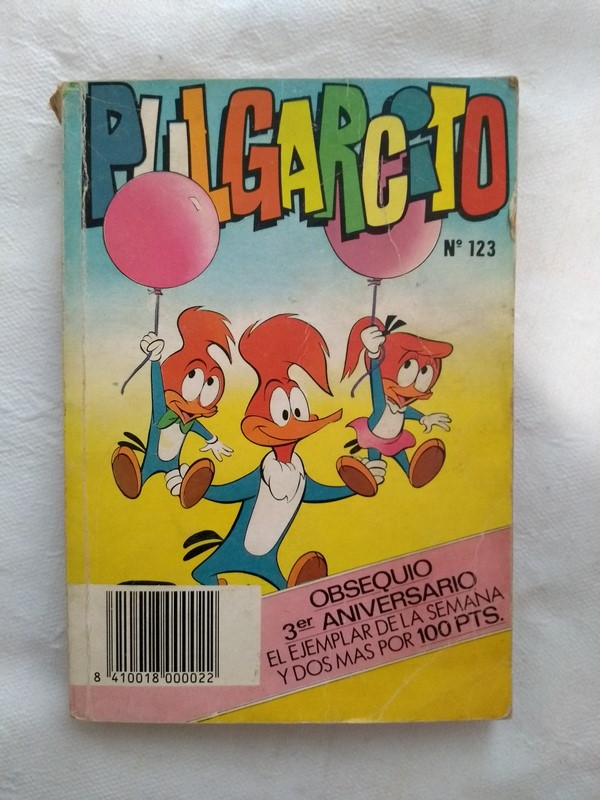 PULGARCITO
Nº 123
OBSEQUIO
3er ANIVERSARIO
EL EJEMPLAR DE LA SEMANA
Y DOS MAS POR 100 PTS.
8 410018 000022